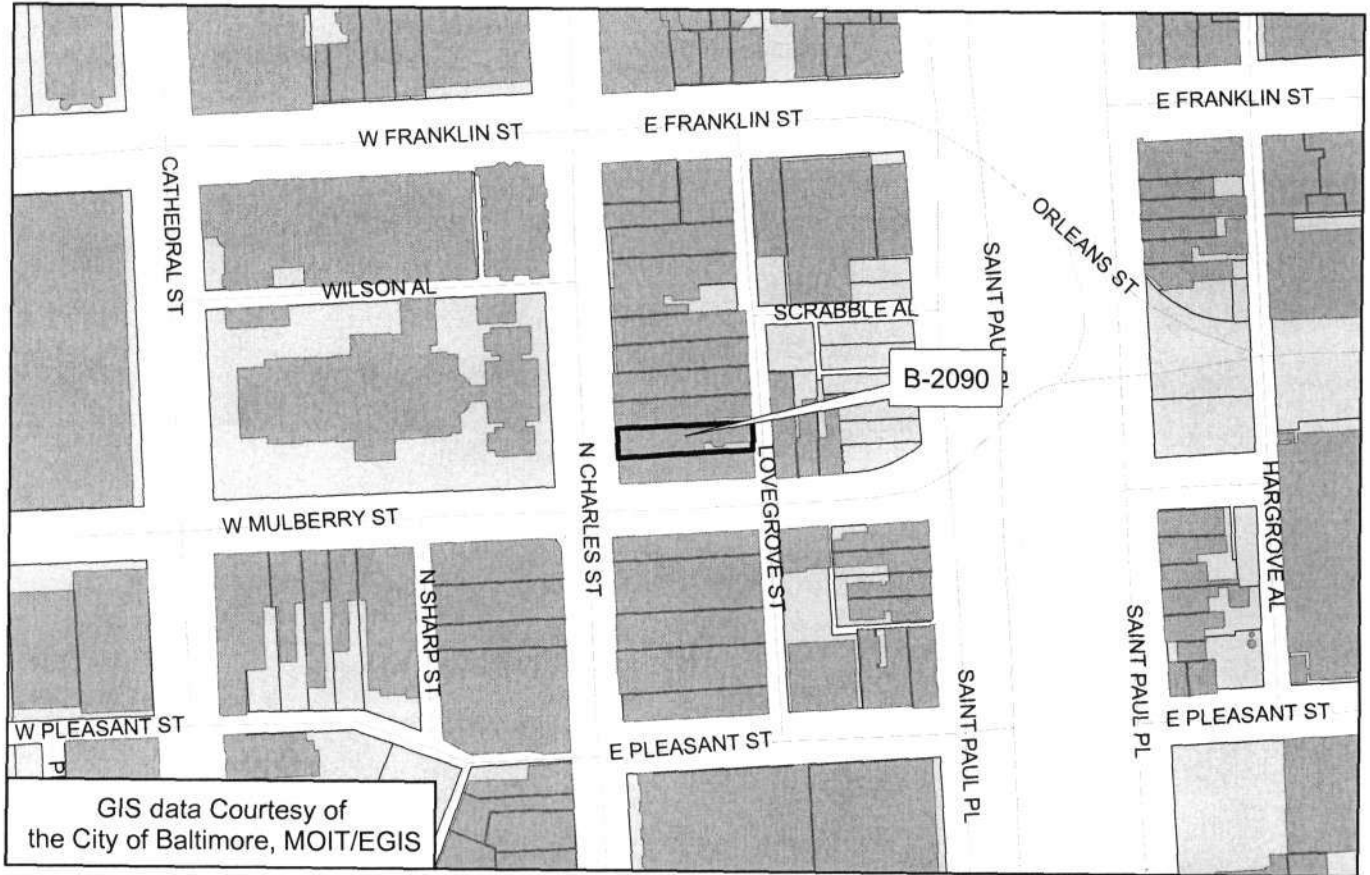 W FRANKLIN ST
E FRANKLIN ST
E FRANKLIN ST
CATHEDRAL ST
ORLEANS ST
SAINT PAUL PL
WILSON AL
SCRABBLE AL
B-2090
N CHARLES ST
LOVEGROVE ST
HARGROVE AL
W MULBERRY ST
N SHARP ST
SAINT PAUL PL
SAINT PAUL PL
W PLEASANT ST
E PLEASANT ST
E PLEASANT ST
P
GIS data Courtesy of
the City of Baltimore, MOIT/EGIS